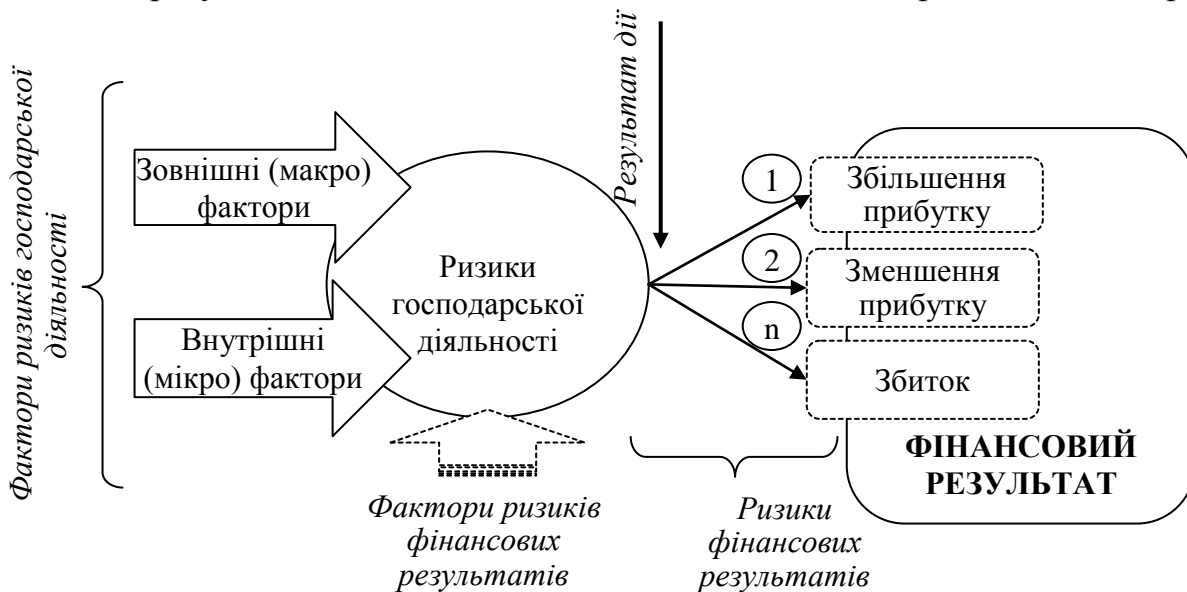 Результат дії
Фактори ризиків господарської
діяльності
Зовнішні (макро)
фактори
Внутрішні
(мікро) фактори
Ризики
господарської
діяльності
1
2
n
Збільшення
прибутку
Зменшення
прибутку
Збиток
ФІНАНСОВИЙ
РЕЗУЛЬТАТ
Фактори ризиків
фінансових
результатів
Ризики
фінансових
результатів